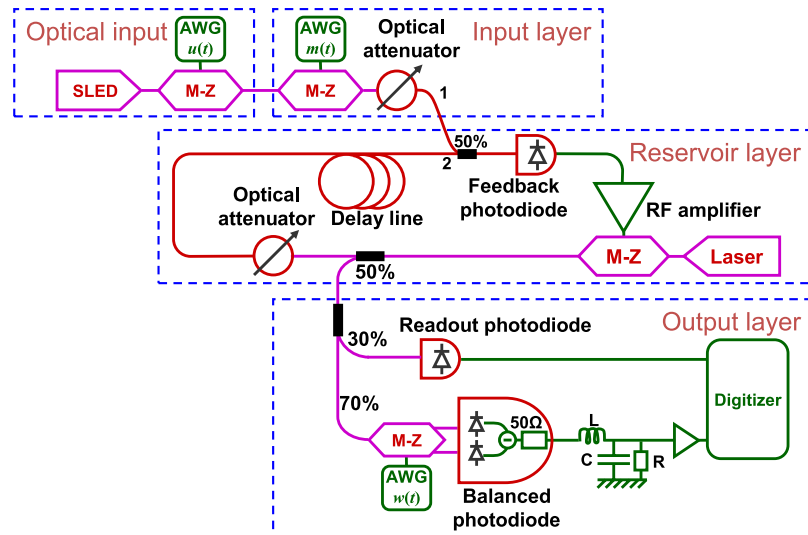 Optical input
AWG
u(t)
SLED
M-Z
AWG
m(t)
M-Z
Optical
attenuator
Input layer
1
50%
2
Reservoir layer
Feedback
photodiode
RF amplifier
Delay line
Optical
attenuator
50%
M-Z
Laser
Output layer
Readout photodiode
30%
70%
M-Z
AWG
w(t)
50Ω
Balanced
photodiode
L
C
R
Digitizer